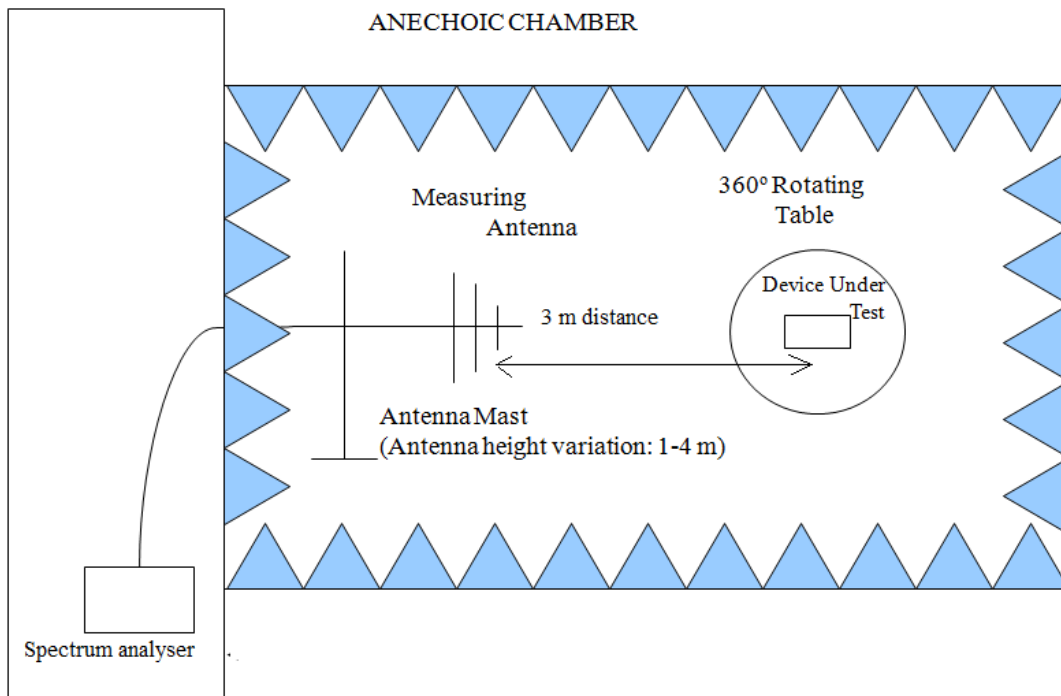 ANECHOIC CHAMBER
Measuring
Antenna
360º Rotating
Table
Device Under
Test
3 m distance
Antenna Mast
(Antenna height variation: 1-4 m)
Spectrum analyser